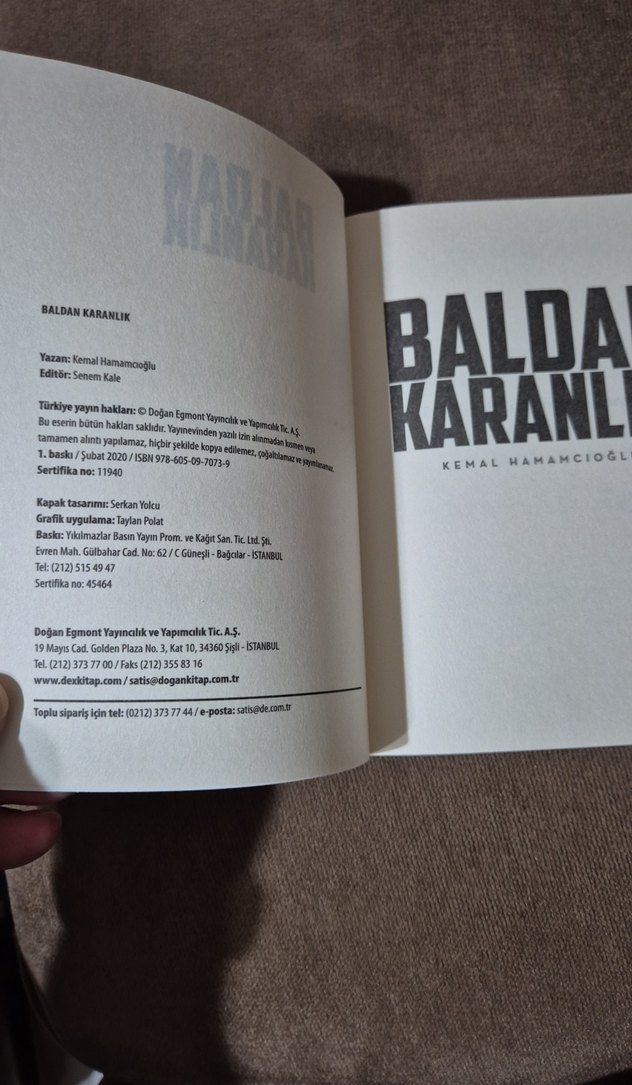 BALDAN KARANLIK
Yazan: Kemal Hamamcıoğlu
Editör: Senem Kale
Türkiye yayın hakları: © Doğan Egmont Yayıncılık ve Yapımcılık Tic. A.Ş.
Bu eserin bütün hakları saklıdır. Yayınevinden yazılı izin alınmadan kısmen veya
tamamen alıntı yapılamaz, hiçbir şekilde kopya edilemez, çoğaltılamaz ve yayımlanamaz.
1. baskı / Şubat 2020 / ISBN 978-605-09-7073-9
Sertifika no: 11940
Kapak tasarımı: Serkan Yolcu
Grafik uygulama: Taylan Polat
Baskı: Yıkılmazlar Basın Yayın Prom. ve Kağıt San. Tic. Ltd. Şti.
Evren Mah. Gülbahar Cad. No: 62 / C Güneşli - Bağcılar - İSTANBUL
Tel: (212) 515 49 47
Sertifika no: 45464
Doğan Egmont Yayıncılık ve Yapımcılık Tic. A.Ş.
19 Mayıs Cad. Golden Plaza No. 3, Kat 10, 34360 Şişli - İSTANBUL
Tel. (212) 373 77 00 / Faks (212) 355 83 16
www.dexkitap.com / satis@dogankitap.com.tr
Toplu sipariş için tel: (0212) 373 77 44 / e-posta: satis@de.com.tr
BALDA
KARANLI
KEMAL HAMAMCIOĞL